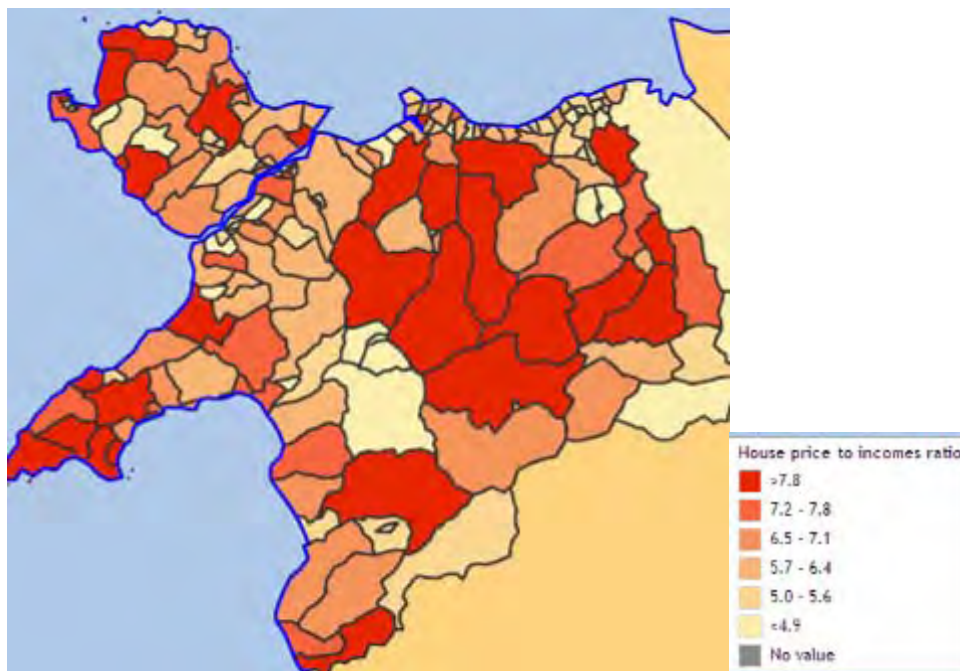 House price to incomes ratio
>7.8
7.2 - 7.8
6.5 - 7.1
5.7 - 6.4
5.0 - 5.6
<4.9
No value